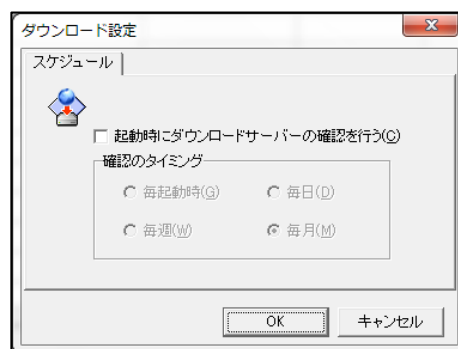 ダウンロード設定
スケジュール
起動時にダウンロードサーバーの確認を行う(C)
確認のタイミング
毎起動時(G) 毎日(D)
毎週(W) 毎月(M)
OK キャンセル